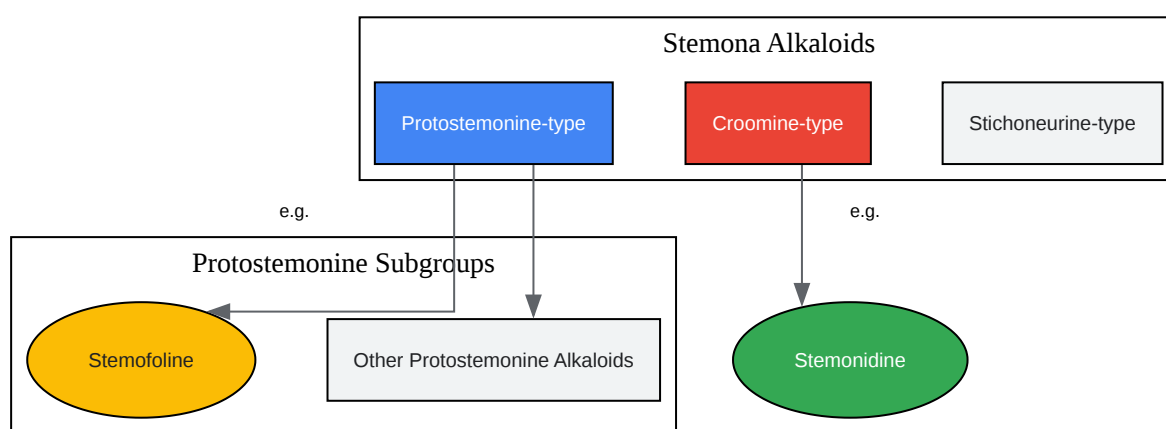 Stemona Alkaloids
Protostemonine-type
Croomine-type
Stichoneurine-type
e.g.
e.g.
Protostemonine Subgroups
Stemofoline
Other Protostemonine Alkaloids
Stemonidine